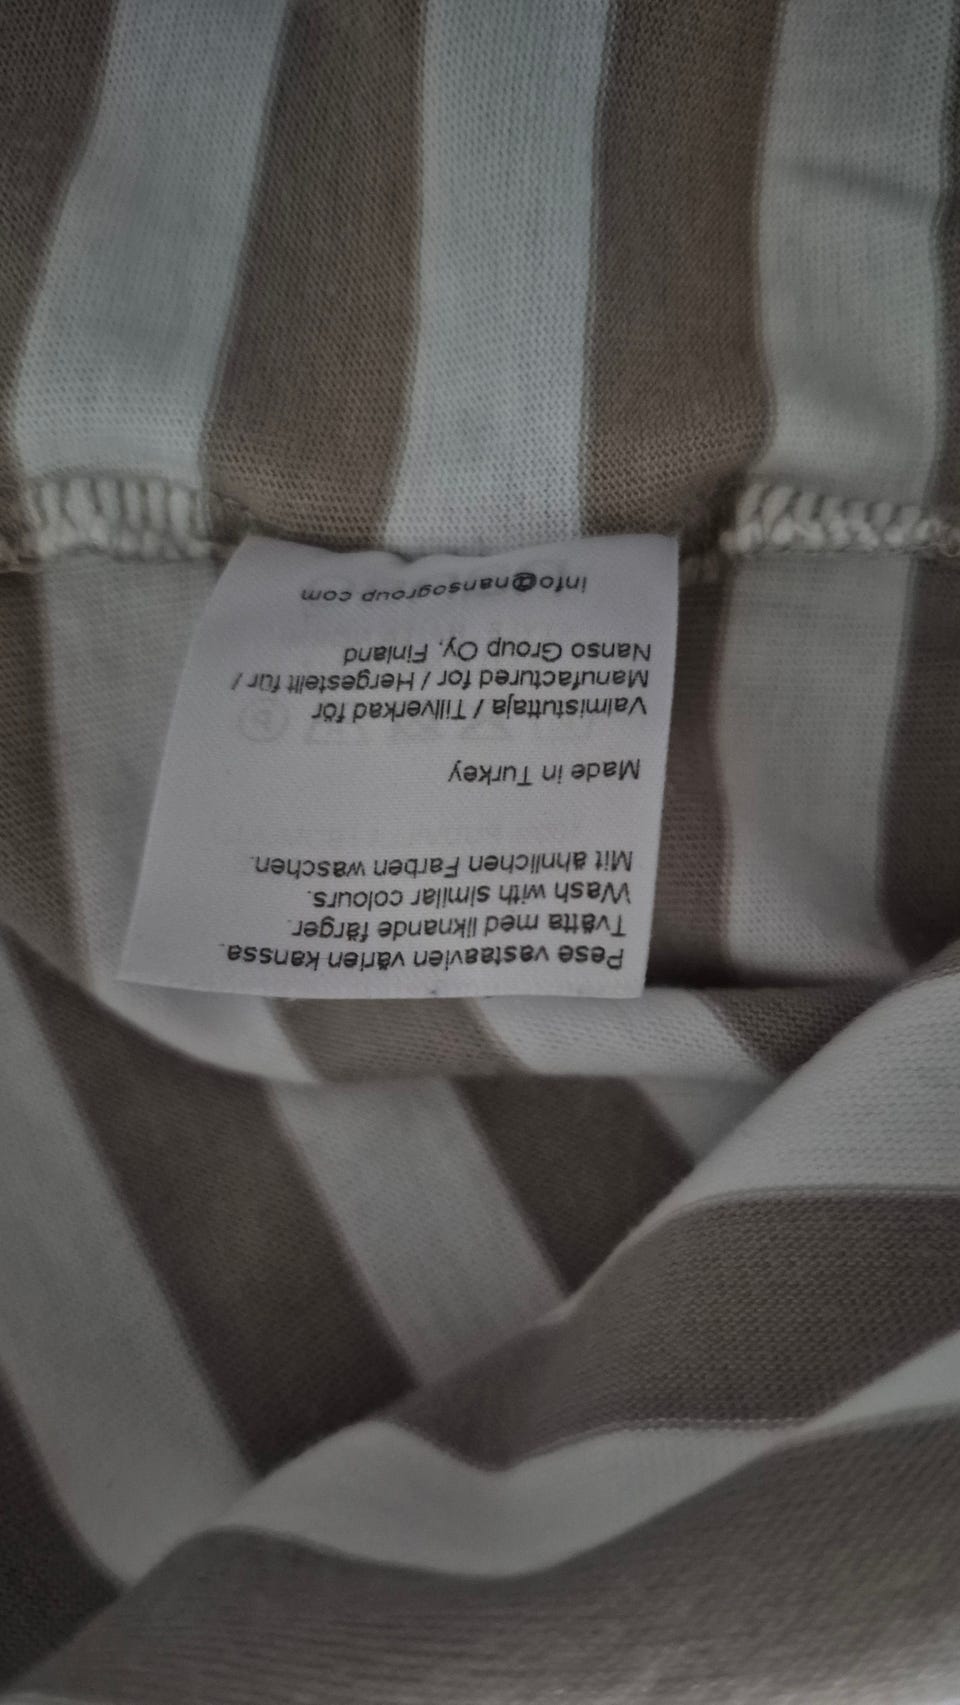 Pese vastaavien värien kanssa.
Tvätta med liknande färger.
Wash with similar colours.
Mit ähnlichen Farben waschen.
Made in Turkey
Valmistuttaja / Tillverkad för
Manufactured for / Hergestellt für /
Nanso Group Oy, Finland
info@nansogroup.com